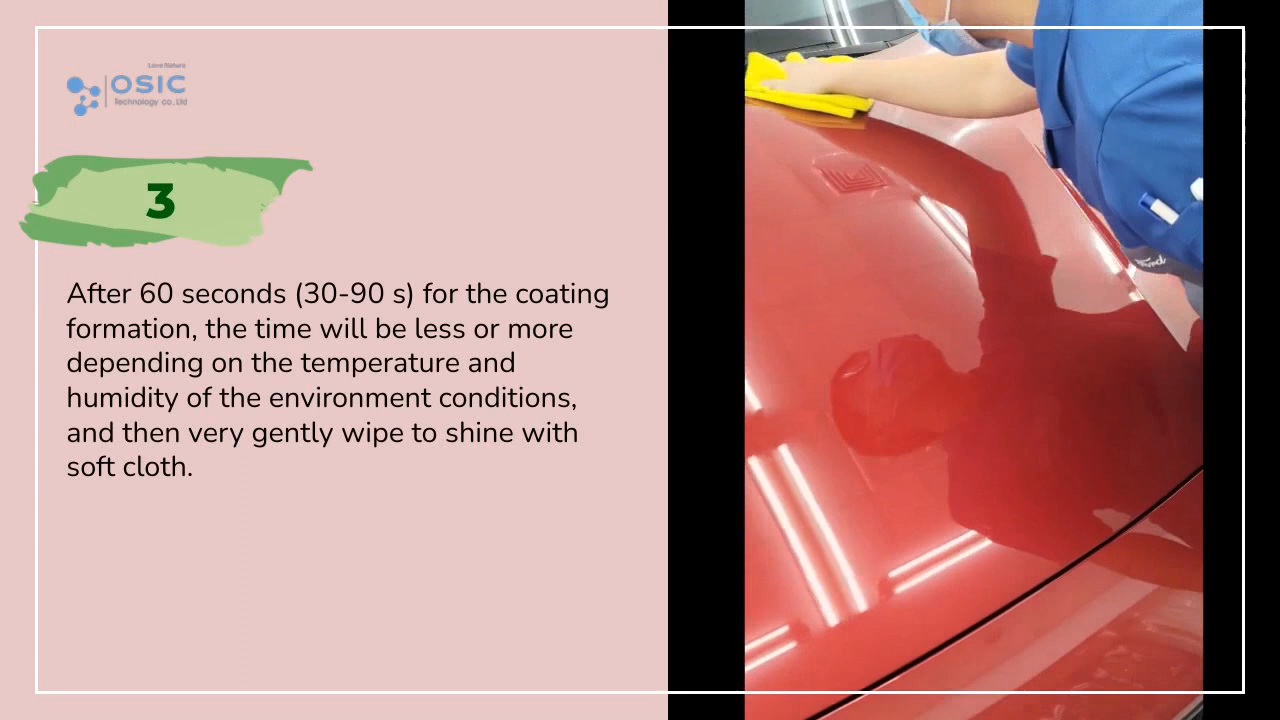 Love Nature
OSIC
Technology co.,Ltd
3
After 60 seconds (30-90 s) for the coating
formation, the time will be less or more
depending on the temperature and
humidity of the environment conditions,
and then very gently wipe to shine with
soft cloth.